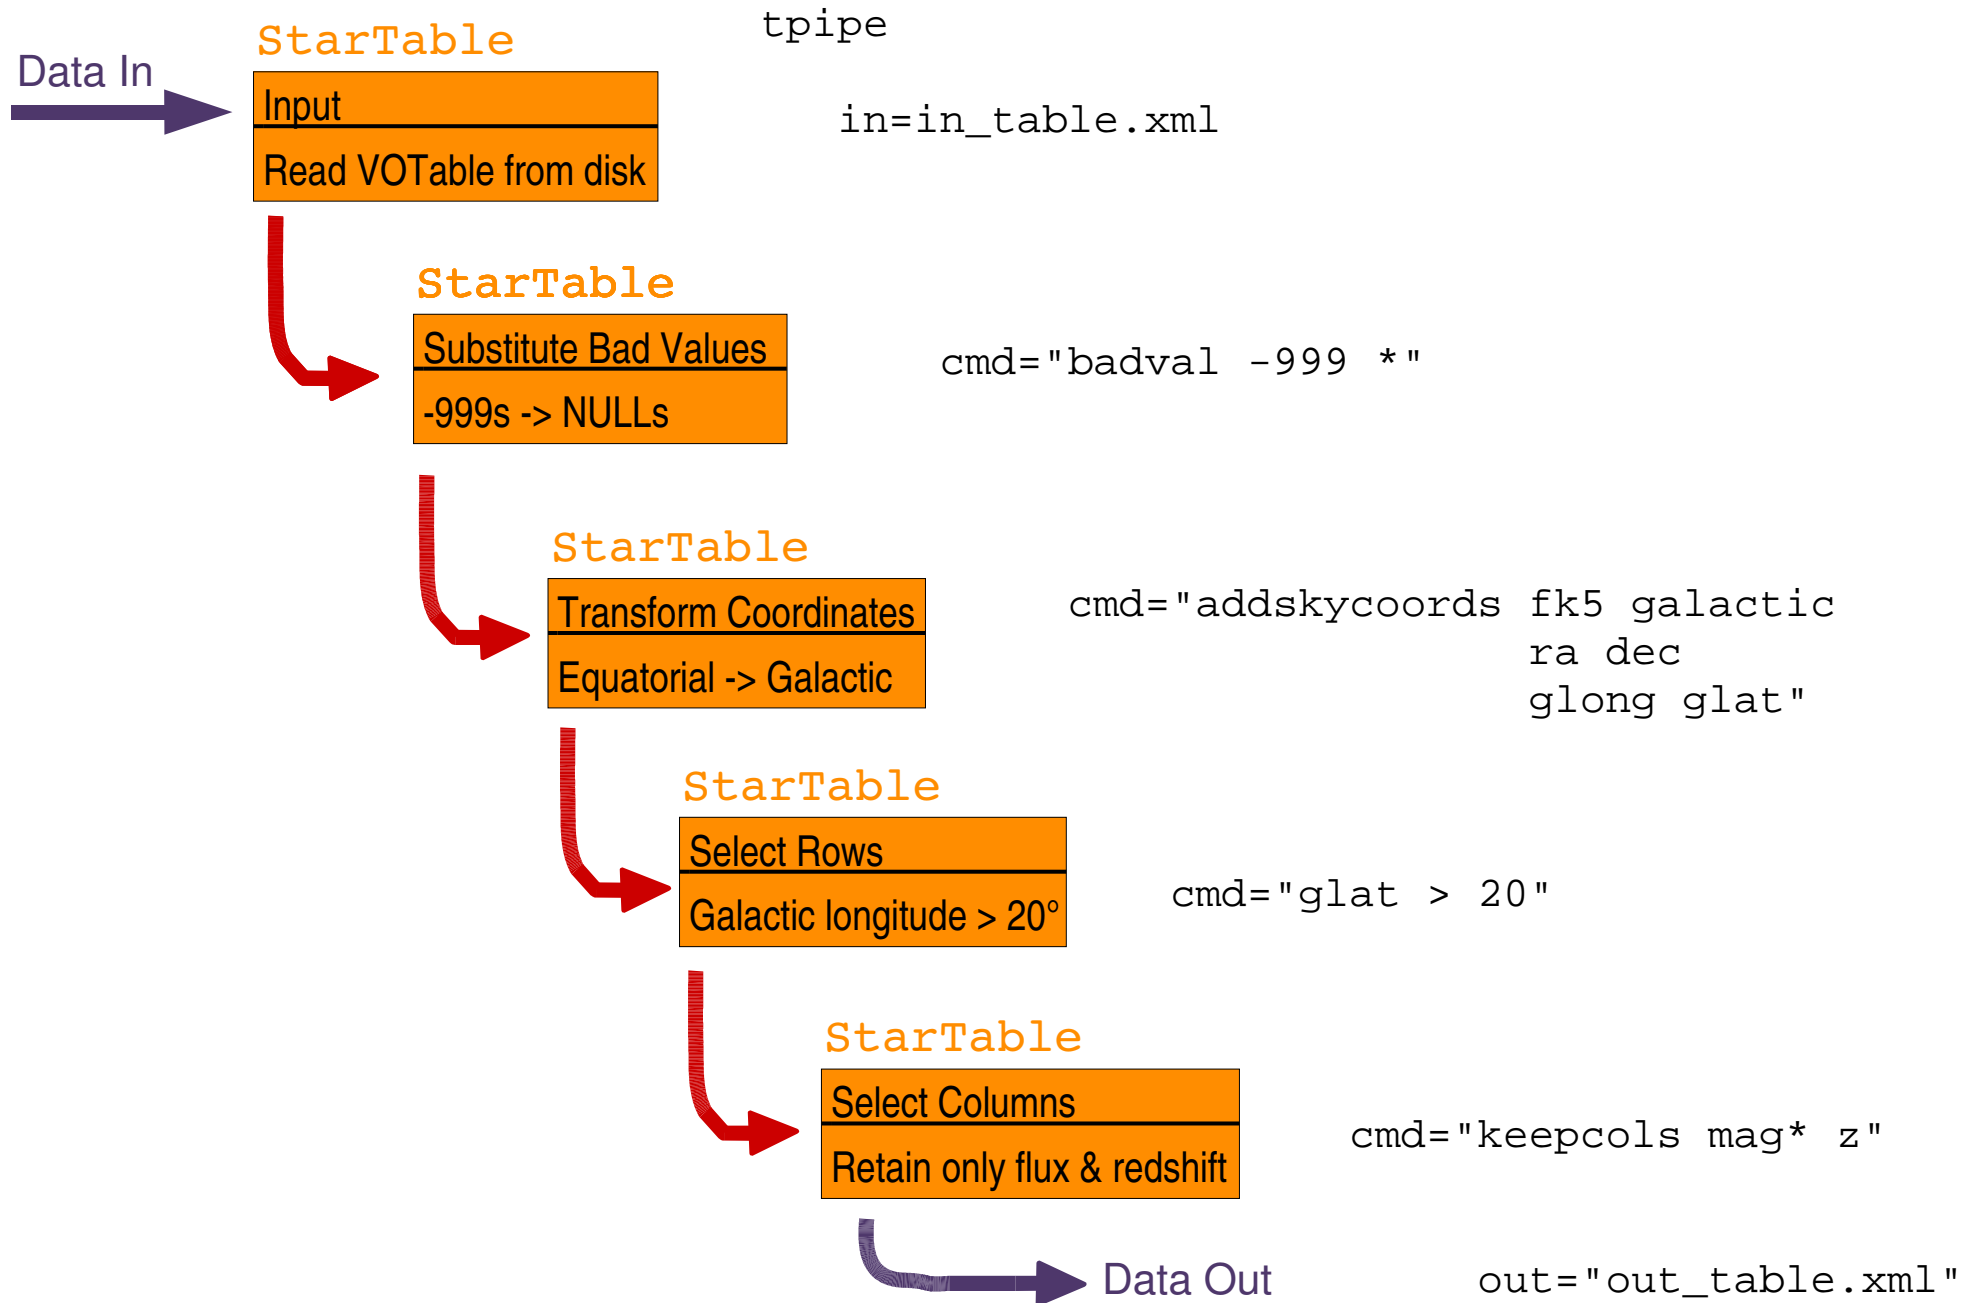 tpipe
StarTable
Data In
Input
in=in_table.xml
Read VOTable from disk
StarTable
Substitute Bad Values
cmd="badval -999 *"
-999s -> NULLs
StarTable
Transform Coordinates
Equatorial -> Galactic
cmd="addskycoords fk5 galactic
ra dec
glong glat"
StarTable
Select Rows
Galactic longitude > 20°
cmd="glat > 20"
StarTable
Select Columns
Retain only flux & redshift
cmd="keepcols mag* z"
Data Out
out="out_table.xml"